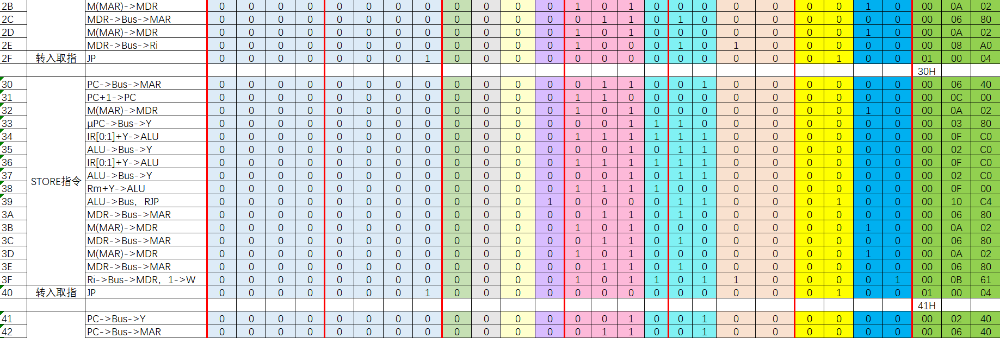 2B M(MAR)->MDR 0 0 0 0 0 0 0 0 0 0 0 0 1 0 1 0 0 0 0 0 0 0 1 0 00 0A 02
2C MDR->Bus->MAR 0 0 0 0 0 0 0 0 0 0 0 0 0 1 1 0 1 0 0 0 0 0 0 0 00 06 80
2D M(MAR)->MDR 0 0 0 0 0 0 0 0 0 0 0 0 1 0 1 0 0 0 0 0 0 0 1 0 00 0A 02
2E MDR->Bus->Ri 0 0 0 0 0 0 0 0 0 0 0 0 1 0 0 0 1 0 1 0 0 0 0 0 00 08 A0
2F 转入取指 JP 0 0 0 0 0 0 0 1 0 0 0 0 0 0 0 0 0 0 0 0 0 1 0 0 01 00 04
30H
30 PC->Bus->MAR 0 0 0 0 0 0 0 0 0 0 0 0 0 1 1 0 0 1 0 0 0 0 0 0 00 06 40
31 PC+1->PC 0 0 0 0 0 0 0 0 0 0 0 0 1 1 0 0 0 0 0 0 0 0 0 0 00 0C 00
32 M(MAR)->MDR 0 0 0 0 0 0 0 0 0 0 0 0 1 0 1 0 0 0 0 0 0 0 1 0 00 0A 02
33 μPC->Bus->Y 0 0 0 0 0 0 0 0 0 0 0 0 0 0 1 1 1 0 0 0 0 0 0 0 00 03 80
34 IR[0:1]+Y->ALU 0 0 0 0 0 0 0 0 0 0 0 0 1 1 1 1 1 1 0 0 0 0 0 0 00 0F C0
35 ALU->Bus->Y 0 0 0 0 0 0 0 0 0 0 0 0 0 0 1 0 1 1 0 0 0 0 0 0 00 02 C0
36 IR[0:1]+Y->ALU 0 0 0 0 0 0 0 0 0 0 0 0 1 1 1 1 1 1 0 0 0 0 0 0 00 0F C0
37 ALU->Bus->Y 0 0 0 0 0 0 0 0 0 0 0 0 0 0 1 0 1 1 0 0 0 0 0 0 00 02 C0
STORE指令
38 Rm+Y->ALU 0 0 0 0 0 0 0 0 0 0 0 0 1 1 1 1 0 0 0 0 0 0 0 0 00 0F 00
39 ALU->Bus，RJP 0 0 0 0 0 0 0 0 0 0 0 1 0 0 0 0 1 1 0 0 0 1 0 0 00 10 C4
3A MDR->Bus->MAR 0 0 0 0 0 0 0 0 0 0 0 0 0 1 1 0 1 0 0 0 0 0 0 0 00 06 80
3B M(MAR)->MDR 0 0 0 0 0 0 0 0 0 0 0 0 1 0 1 0 0 0 0 0 0 0 1 0 00 0A 02
3C MDR->Bus->MAR 0 0 0 0 0 0 0 0 0 0 0 0 0 1 1 0 1 0 0 0 0 0 0 0 00 06 80
3D M(MAR)->MDR 0 0 0 0 0 0 0 0 0 0 0 0 1 0 1 0 0 0 0 0 0 0 1 0 00 0A 02
3E MDR->Bus->MAR 0 0 0 0 0 0 0 0 0 0 0 0 0 1 1 0 1 0 0 0 0 0 0 0 00 06 80
3F Ri->Bus->MDR，1->W 0 0 0 0 0 0 0 0 0 0 0 0 1 0 1 1 0 1 1 0 0 0 0 1 00 0B 61
40 转入取指 JP 0 0 0 0 0 0 0 1 0 0 0 0 0 0 0 0 0 0 0 0 0 1 0 0 01 00 04
41H
41 PC->Bus->Y 0 0 0 0 0 0 0 0 0 0 0 0 0 0 1 0 0 1 0 0 0 0 0 0 00 02 40
42 PC->Bus->MAR 0 0 0 0 0 0 0 0 0 0 0 0 0 1 1 0 0 1 0 0 0 0 0 0 00 06 40